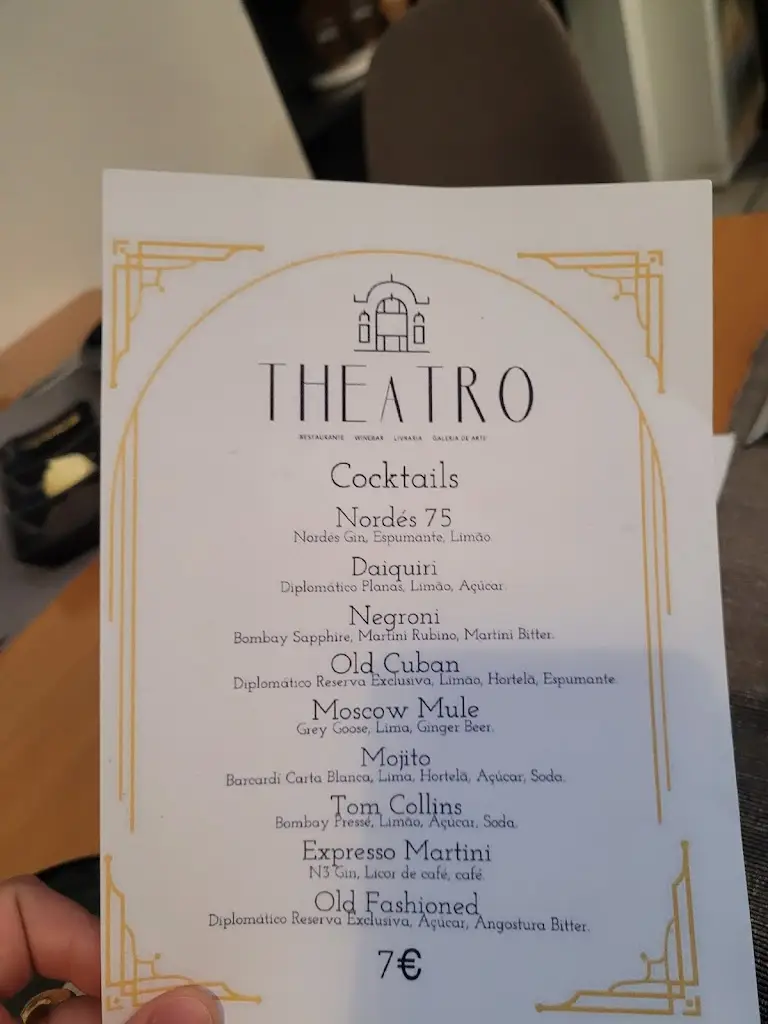 THEATRO
RESTAURANTE WINEBAR LIVRARIA GALERIA DE ARTE
Cocktails
Nordés 75
Nordés Gin, Espumante, Limão
Daiquiri
Diplomático Planas, Limão, Açúcar.
Negroni
Bombay Sapphire, Martini Rubino, Martini Bitter.
Old Cuban
Diplomático Reserva Exclusiva, Limão, Hortelã, Espumante.
Moscow Mule
Grey Goose, Lima, Ginger Beer.
Mojito
Barcardi Carta Blanca, Lima, Hortelã, Açúcar, Soda.
Tom Collins
Bombay Pressé, Limão, Açúcar, Soda.
Expresso Martini
N3 Gin, Licor de café, café.
Old Fashioned
Diplomático Reserva Exclusiva, Açúcar, Angostura Bitter.
7€